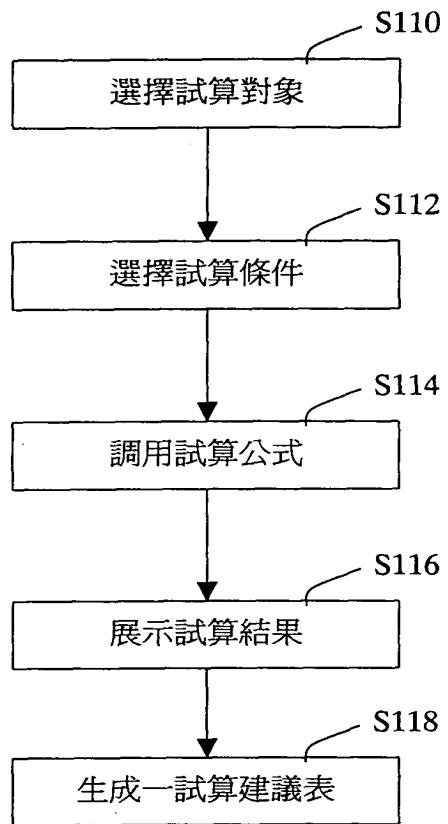 S110
選擇試算對象
S112
選擇試算條件
S114
調用試算公式
S116
展示試算結果
S118
生成一試算建議表